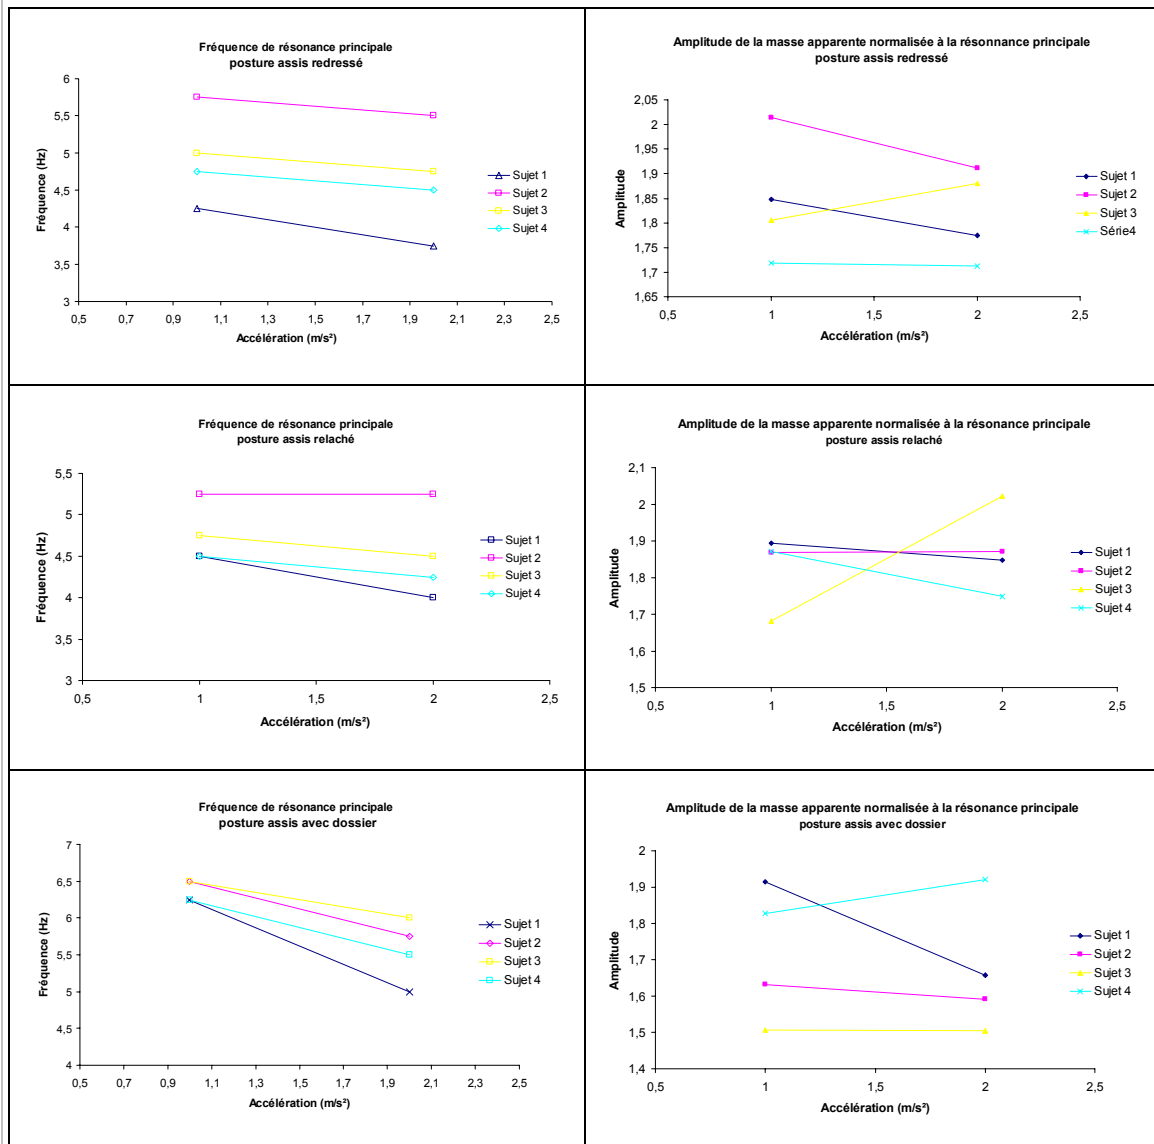 Fréquence de résonance principale
posture assis redressé
6
5,5
5
4,5
4
3,5
3
0,5 0,7 0,9 1,1 1,3 1,5 1,7 1,9 2,1 2,3 2,5
Accélération (m/s²)
Fréquence (Hz)
Sujet 1
Sujet 2
Sujet 3
Sujet 4
Amplitude de la masse apparente normalisée à la résonnance principale
posture assis redressé
2,05
2
1,95
1,9
1,85
1,8
1,75
1,7
1,65
0,5 1 1,5 2 2,5
Accélération (m/s²)
Amplitude
Sujet 1
Sujet 2
Sujet 3
Série4
Fréquence de résonance principale
posture assis relaché
5,5
5
4,5
4
3,5
3
0,5 1 1,5 2 2,5
Accélération (m/s²)
Fréquence (Hz)
Sujet 1
Sujet 2
Sujet 3
Sujet 4
Amplitude de la masse apparente normalisée à la résonance principale
posture assis relaché
2,1
2
1,9
1,8
1,7
1,6
1,5
0,5 1 1,5 2 2,5
Accélération (m/s²)
Amplitude
Sujet 1
Sujet 2
Sujet 3
Sujet 4
Fréquence de résonance principale
posture assis avec dossier
7
6,5
6
5,5
5
4,5
4
0,5 0,7 0,9 1,1 1,3 1,5 1,7 1,9 2,1 2,3 2,5
Accélération (m/s²)
Fréquence (Hz)
Sujet 1
Sujet 2
Sujet 3
Sujet 4
Amplitude de la masse apparente normalisée à la résonance principale
posture assis avec dossier
2
1,9
1,8
1,7
1,6
1,5
1,4
0,5 1 1,5 2 2,5
Accélération (m/s²)
Amplitude
Sujet 1
Sujet 2
Sujet 3
Sujet 4